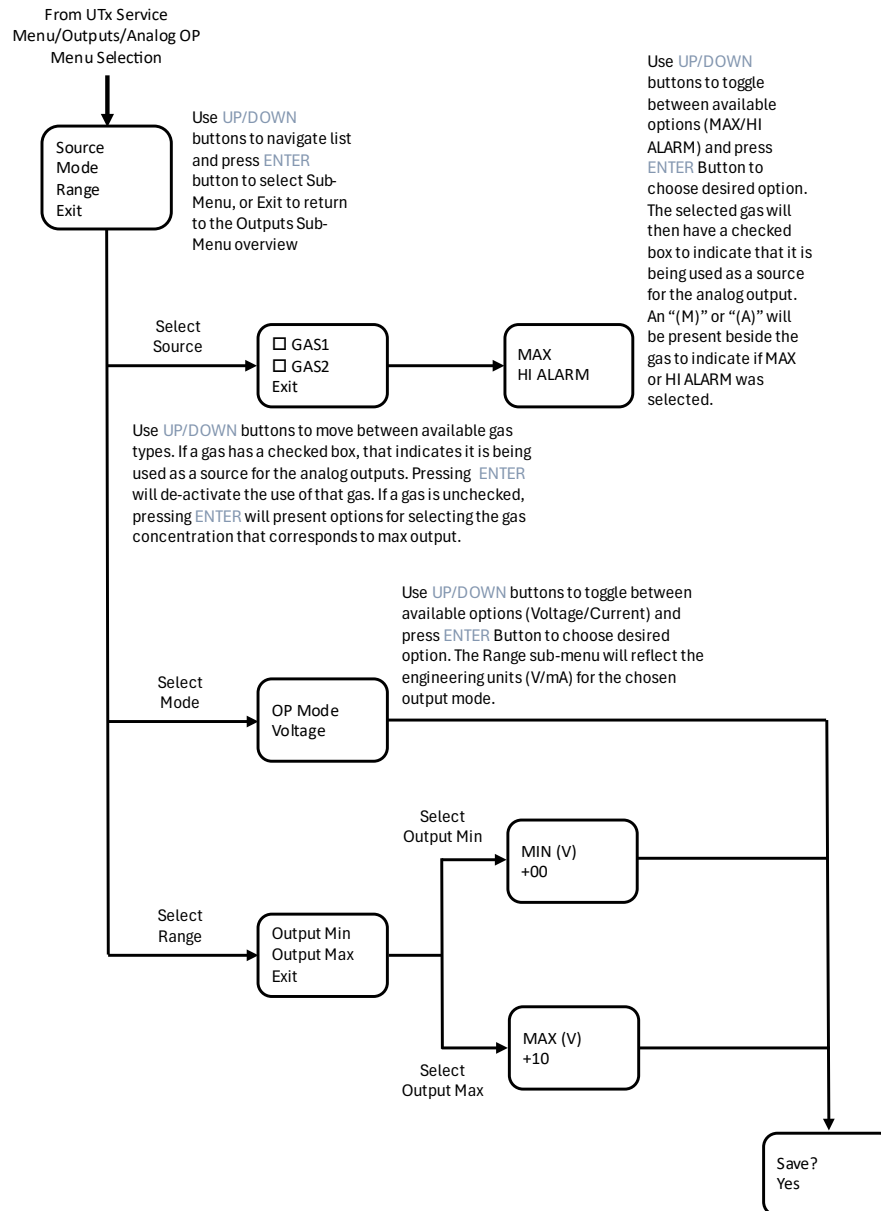 From UTx Service
Menu/Outputs/Analog OP
Menu Selection
Source
Mode
Range
Exit
Use UP/DOWN
buttons to navigate list
and press ENTER
button to select Sub-
Menu, or Exit to return
to the Outputs Sub-
Menu overview
Use UP/DOWN
buttons to toggle
between available
options (MAX/HI
ALARM) and press
ENTER Button to
choose desired option.
The selected gas will
then have a checked
box to indicate that it is
being used as a source
for the analog output.
An “(M)” or “(A)” will
be present beside the
gas to indicate if MAX
or HI ALARM was
selected.
Select
Source
☐ GAS1
☐ GAS2
Exit
MAX
HI ALARM
Use UP/DOWN buttons to move between available gas
types. If a gas has a checked box, that indicates it is being
used as a source for the analog outputs. Pressing ENTER
will de-activate the use of that gas. If a gas is unchecked,
pressing ENTER will present options for selecting the gas
concentration that corresponds to max output.
Use UP/DOWN buttons to toggle between
available options (Voltage/Current) and
press ENTER Button to choose desired
option. The Range sub-menu will reflect the
engineering units (V/mA) for the chosen
output mode.
Select
Mode
OP Mode
Voltage
Select
Output Min
MIN (V)
+00
Select
Range
Output Min
Output Max
Exit
MAX (V)
+10
Select
Output Max
Save?
Yes